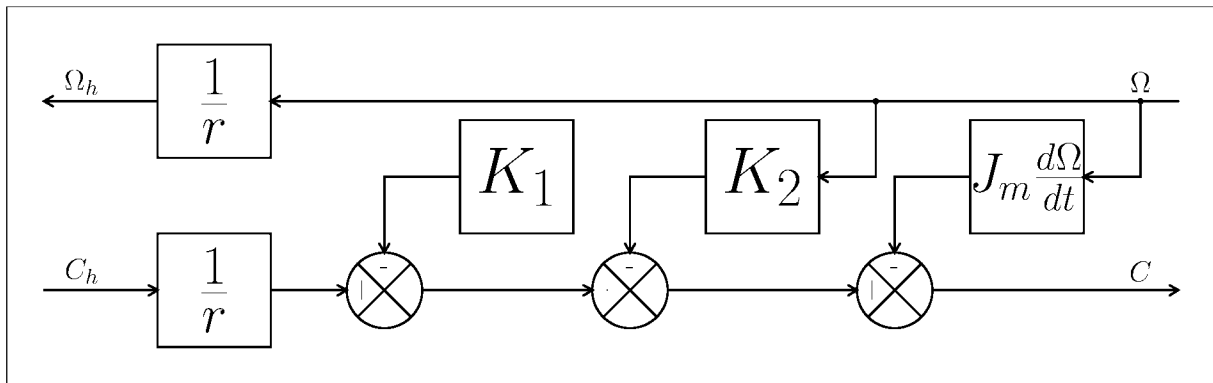 Ω_h
1/r
Ω
K_1
K_2
J_m dΩ/dt
C_h
1/r
-
-
-
C